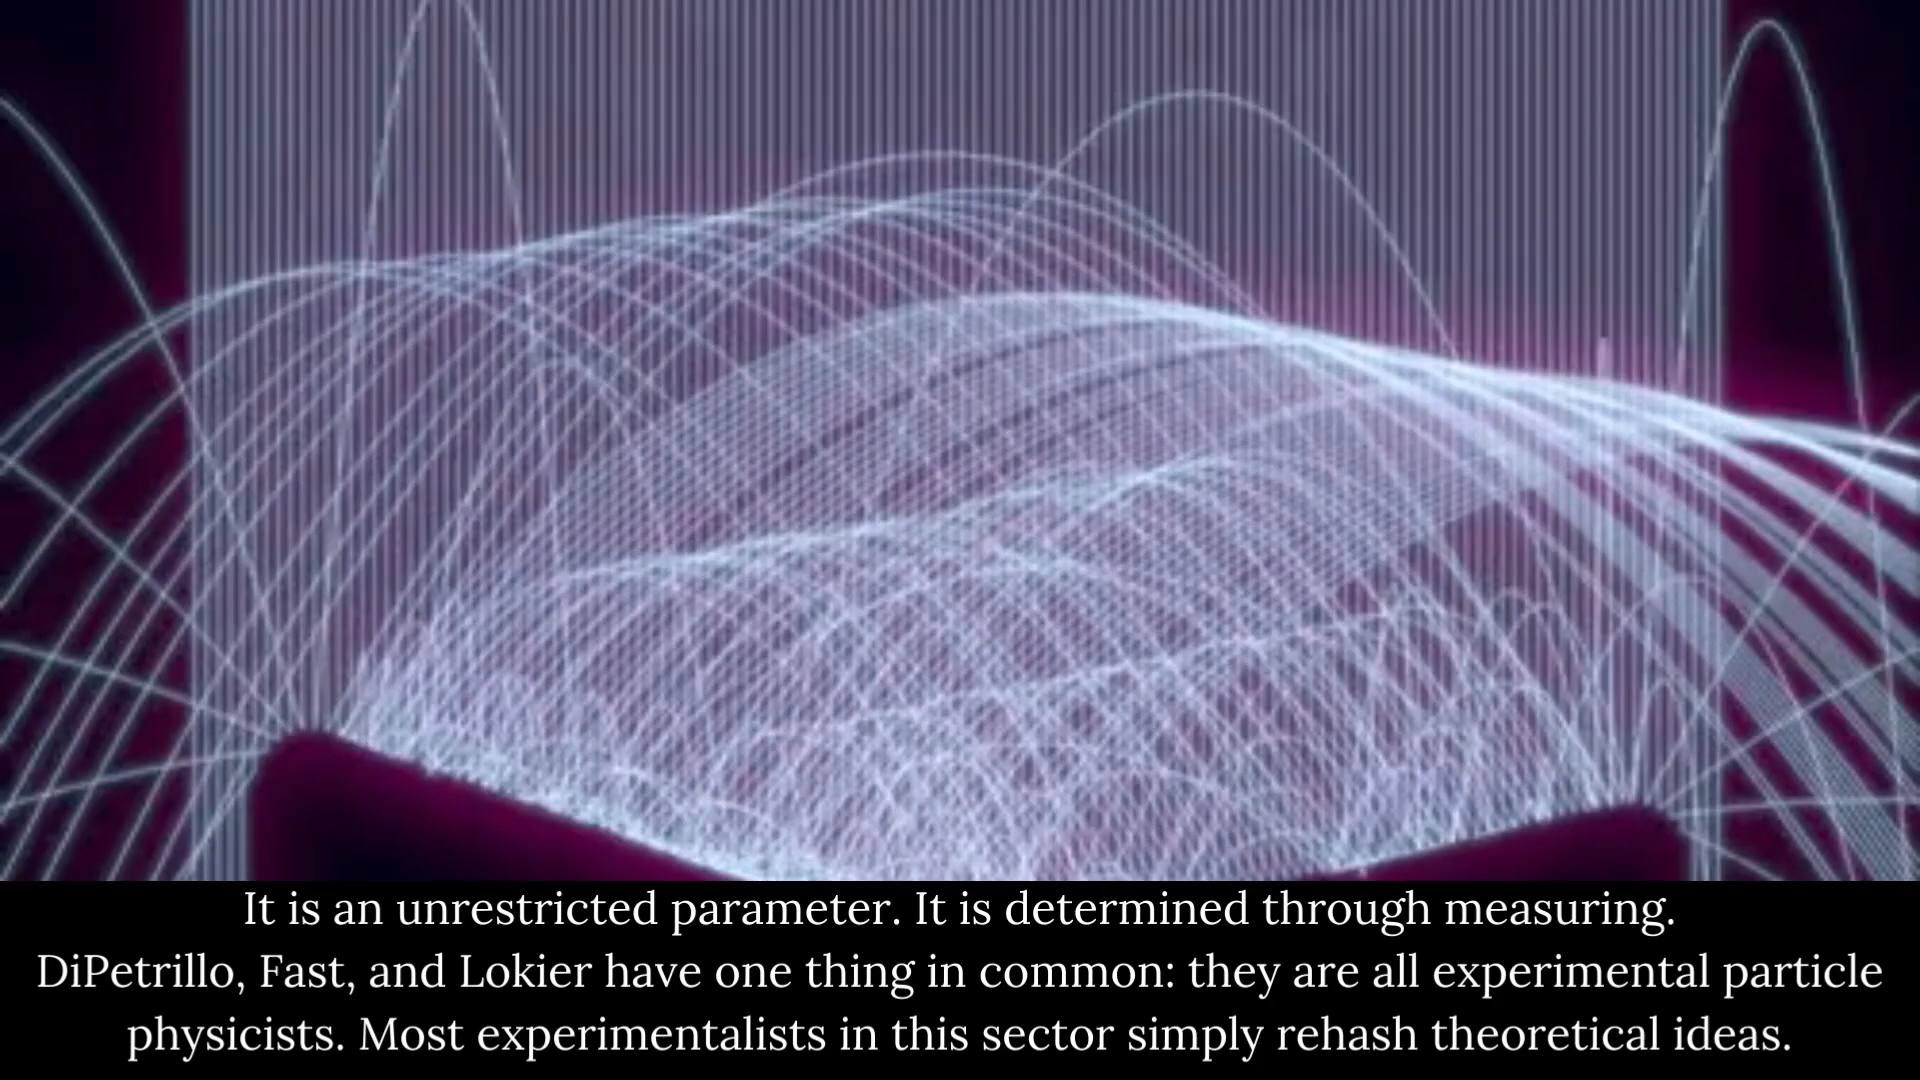 It is an unrestricted parameter. It is determined through measuring.
DiPetrillo, Fast, and Lokier have one thing in common: they are all experimental particle
physicists. Most experimentalists in this sector simply rehash theoretical ideas.